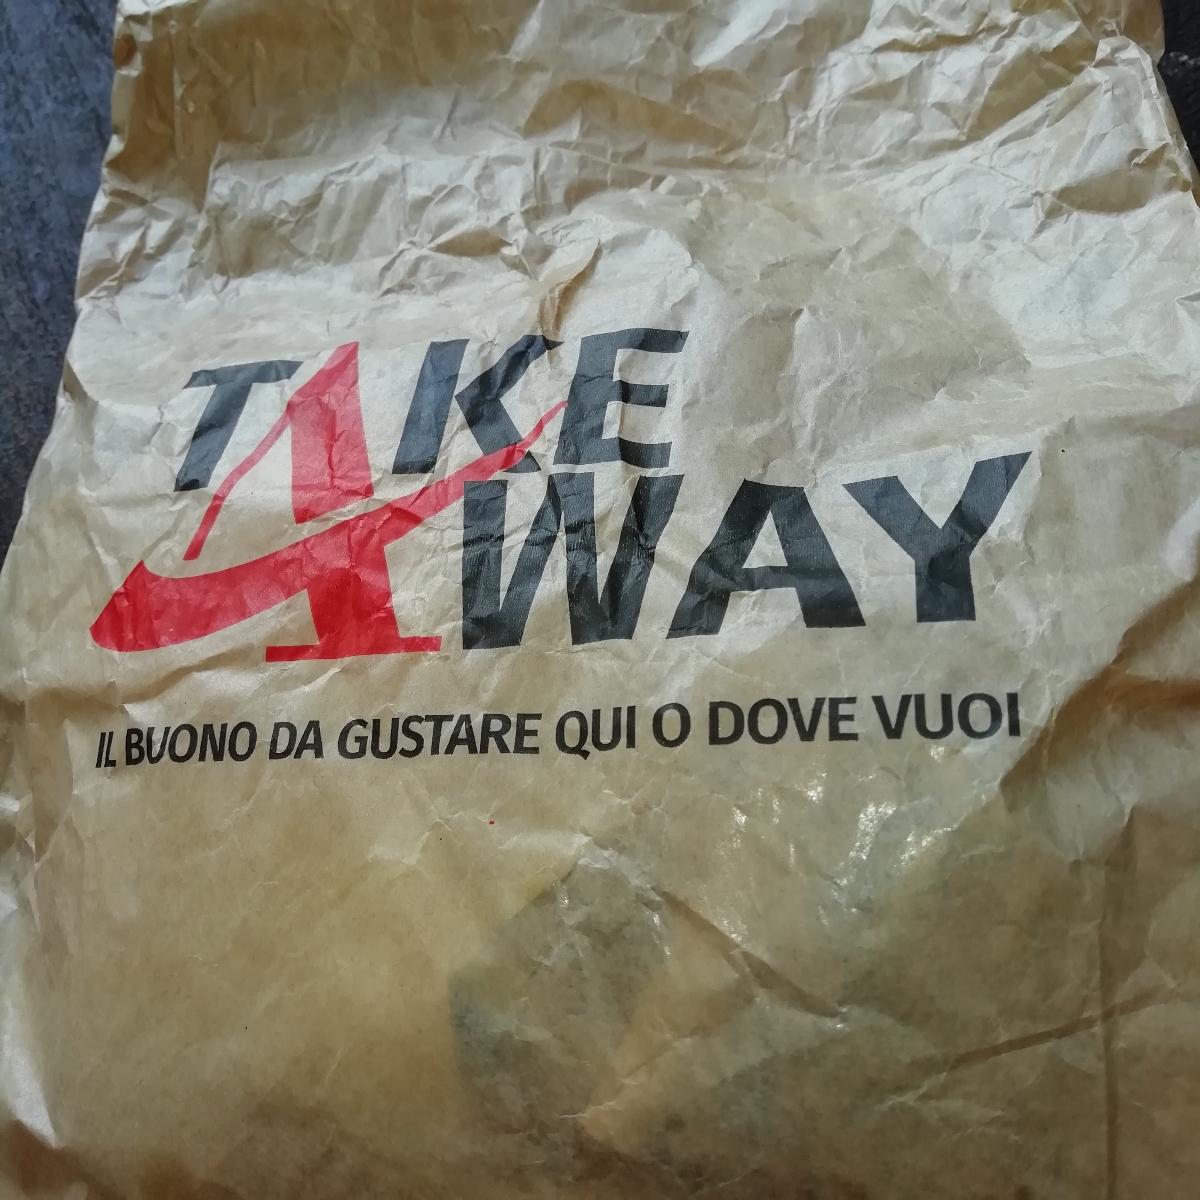 TAKE
AWAY
IL BUONO DA GUSTARE QUI O DOVE VUOI